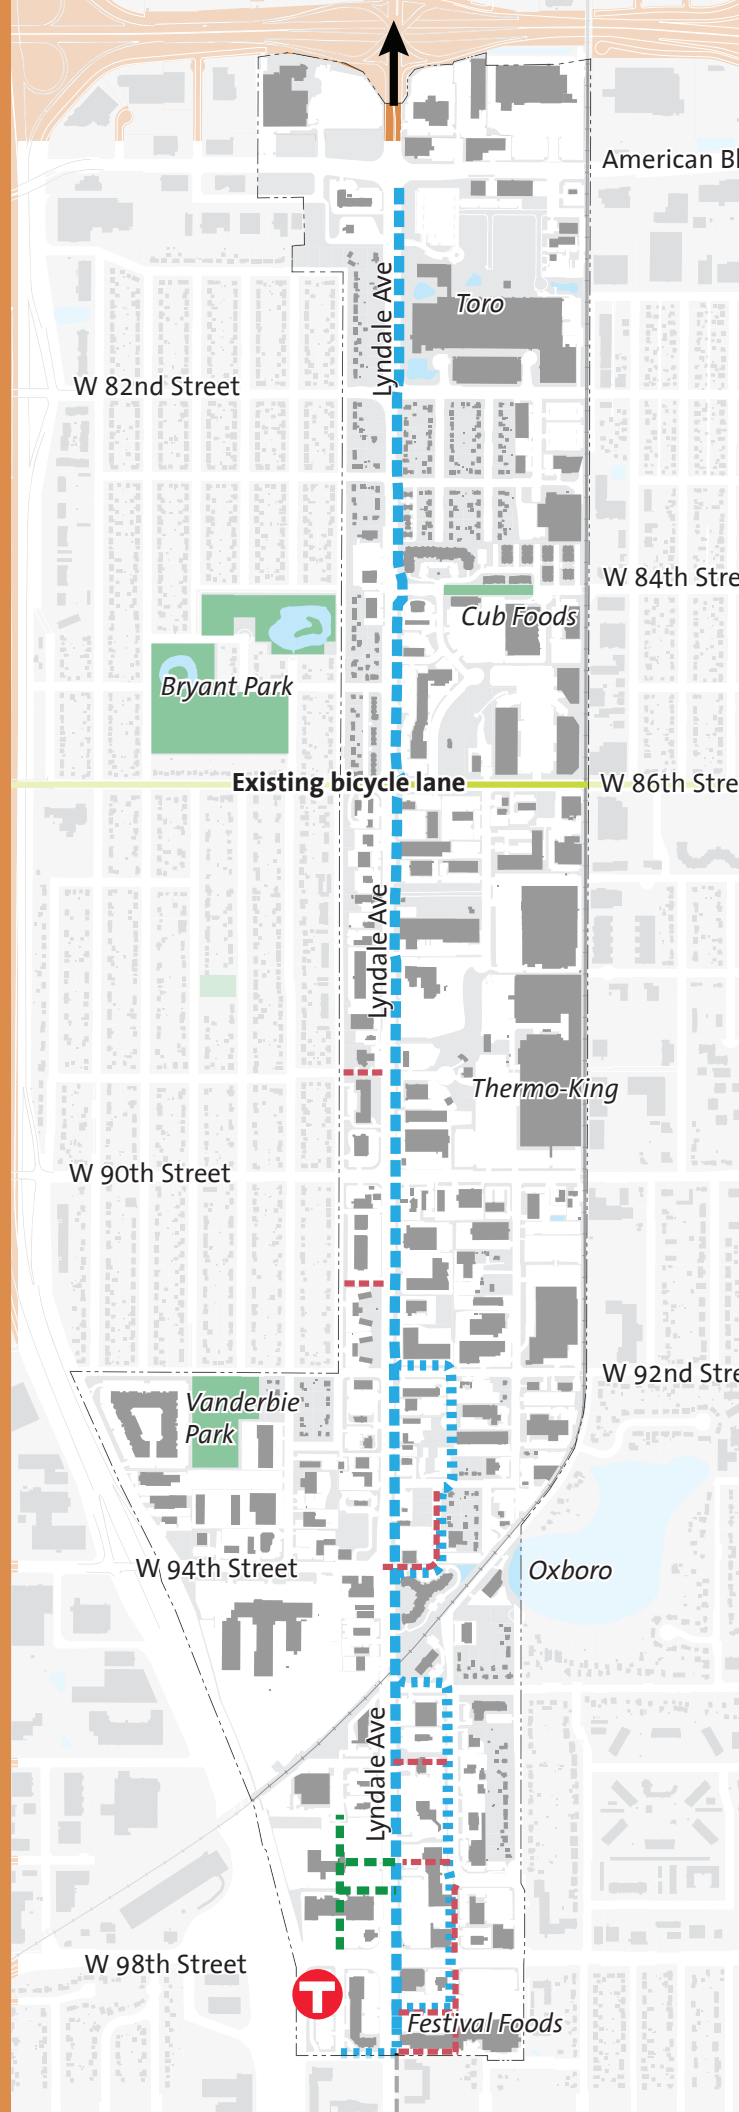 American Bl
Lyndale Ave
Toro
W 82nd Street
W 84th Stre
Cub Foods
Bryant Park
Existing bicycle lane
W 86th Stre
Lyndale Ave
Thermo-King
W 90th Street
W 92nd Stre
Vanderbie
Park
W 94th Street
Oxboro
Lyndale Ave
W 98th Street
T
Festival Foods